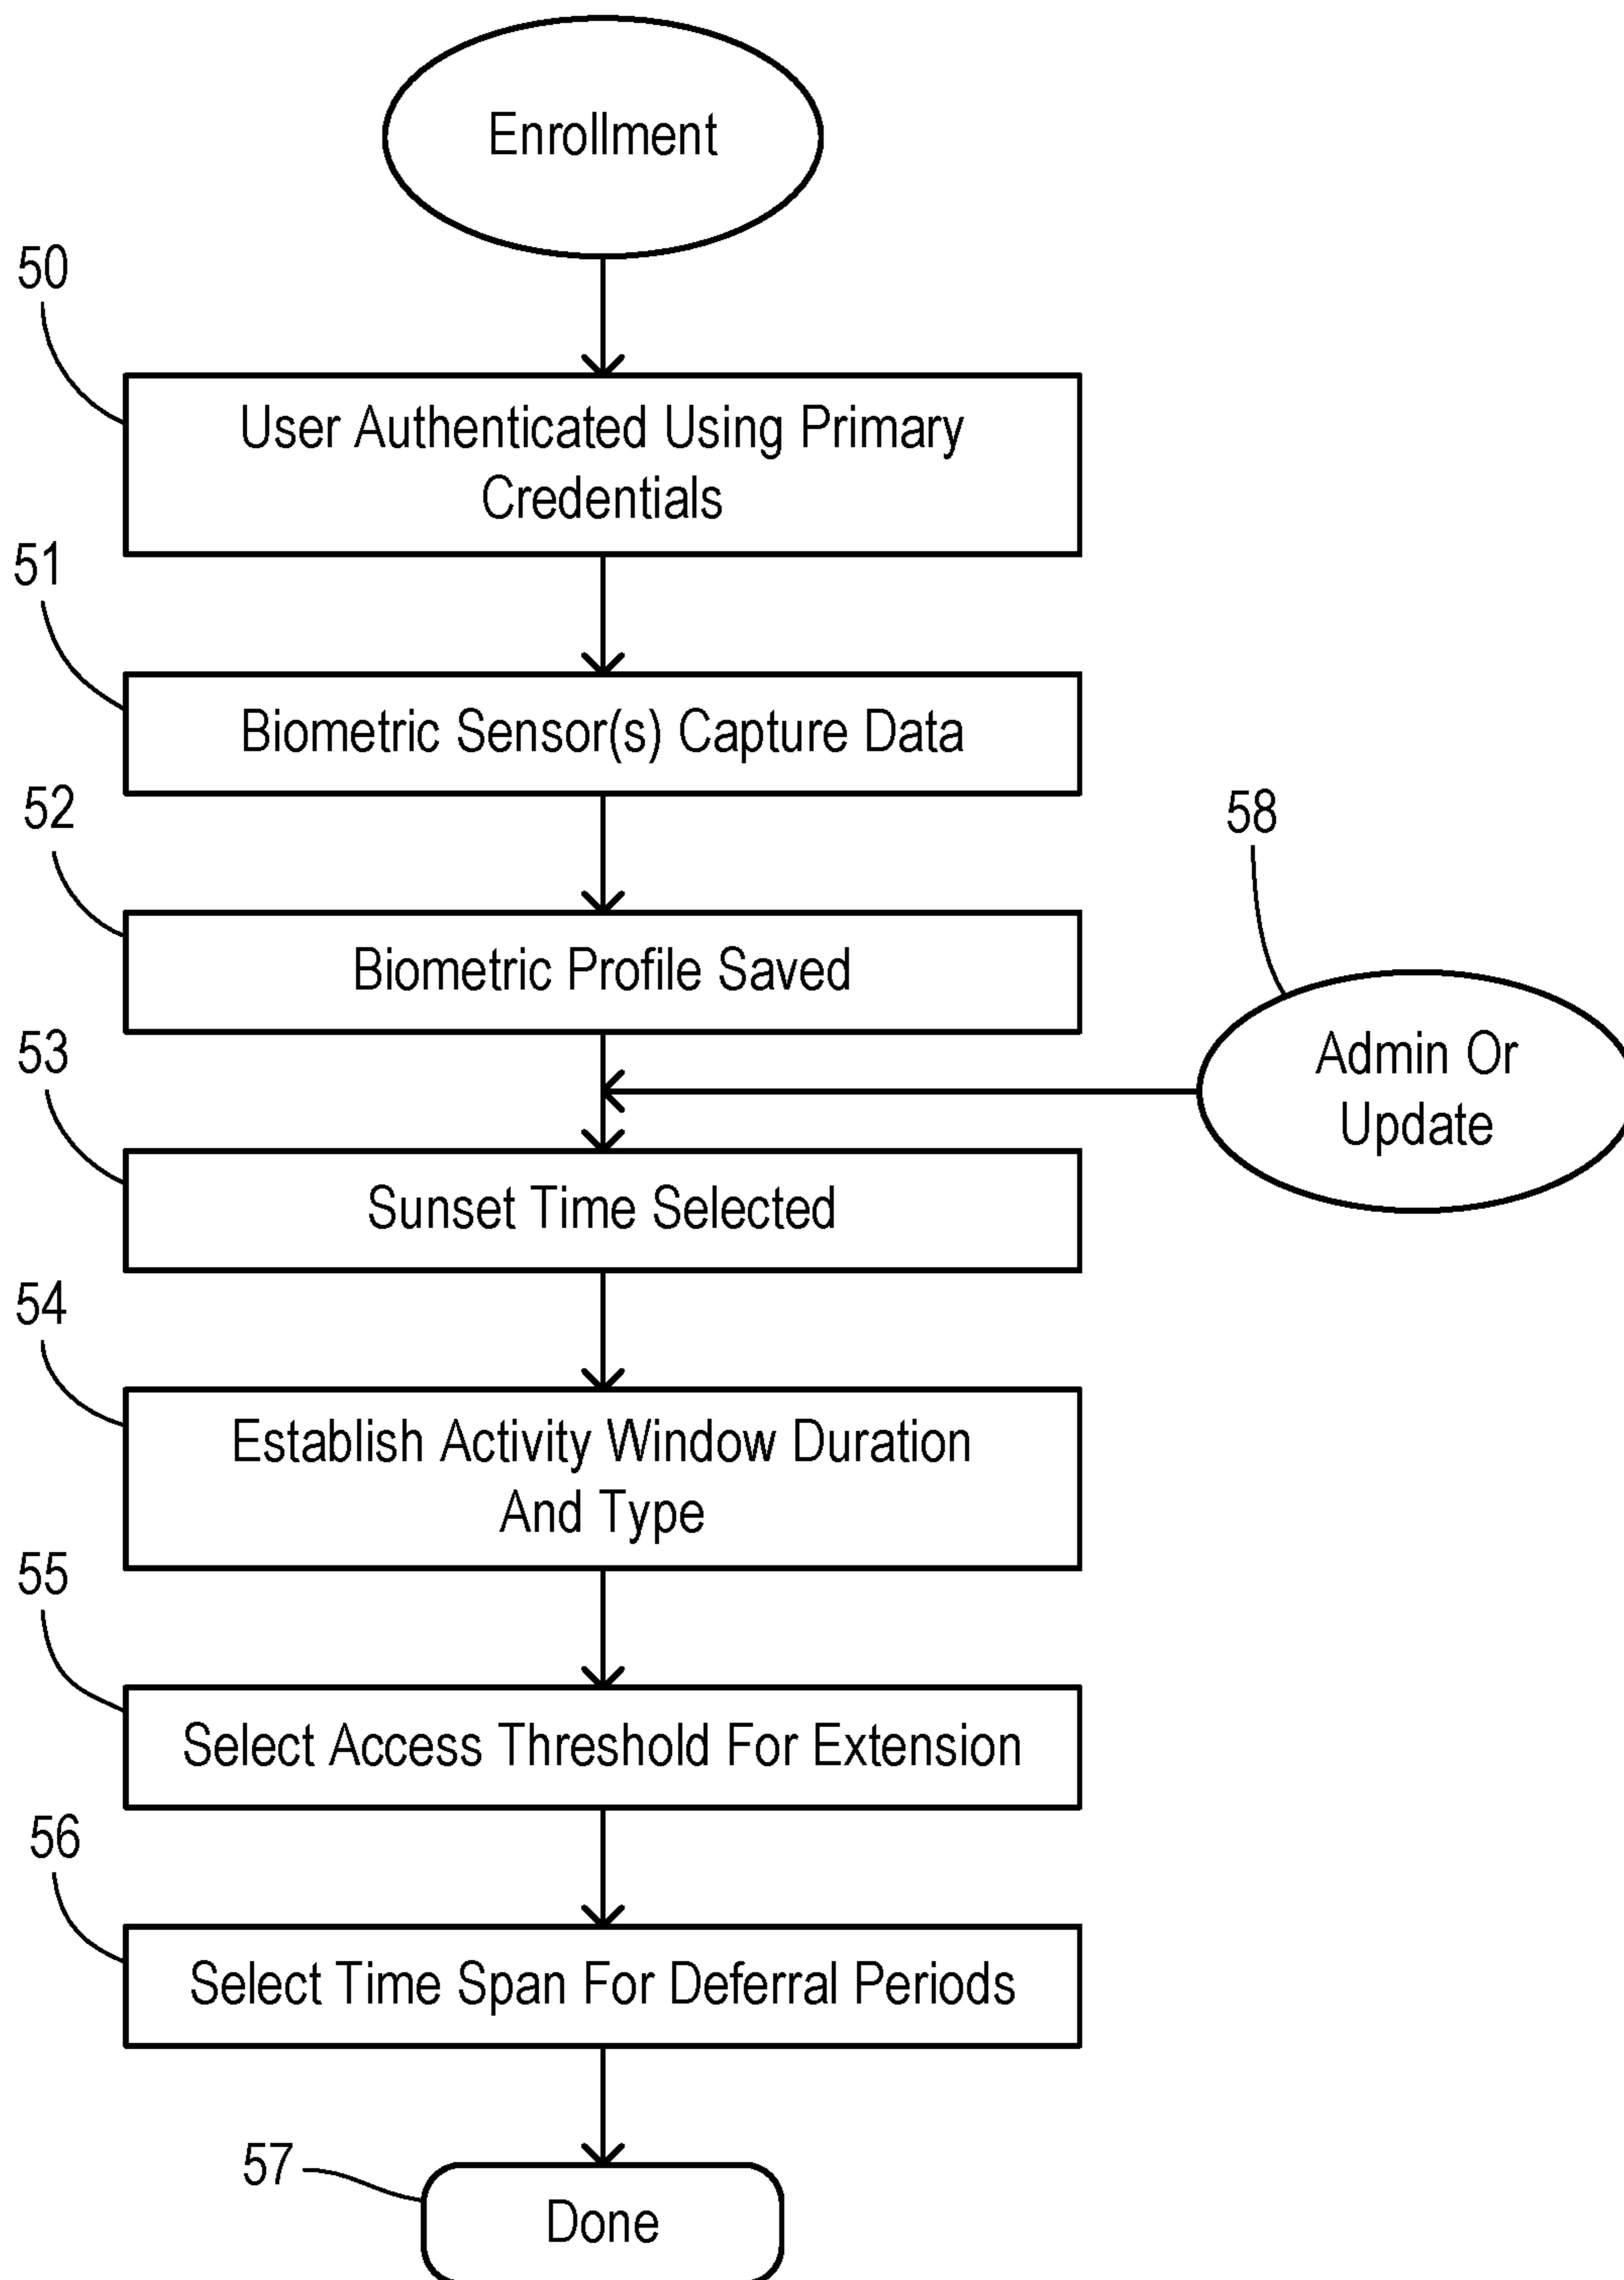 Enrollment
50
User Authenticated Using Primary
Credentials
51
Biometric Sensor(s) Capture Data
52
Biometric Profile Saved
58
Admin Or
Update
53
Sunset Time Selected
54
Establish Activity Window Duration
And Type
55
Select Access Threshold For Extension
56
Select Time Span For Deferral Periods
57
Done